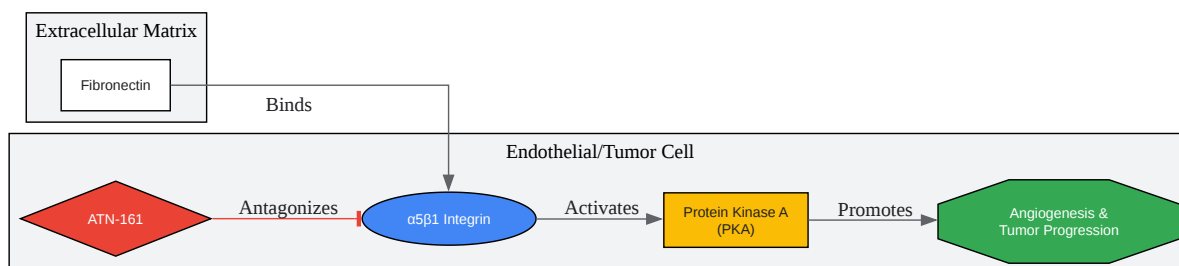 Extracellular Matrix
Fibronectin
Binds
Endothelial/Tumor Cell
ATN-161
Antagonizes
α5β1 Integrin
Activates
Protein Kinase A
(PKA)
Promotes
Angiogenesis &
Tumor Progression